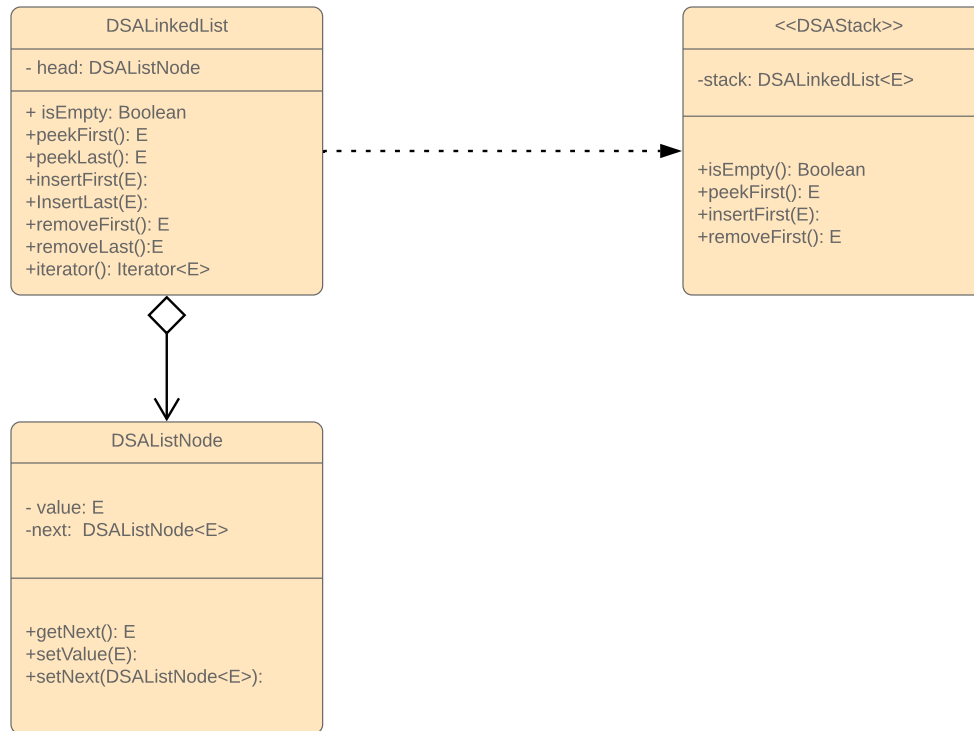 DSALinkedList
- head: DSAListNode
+ isEmpty: Boolean
+peekFirst(): E
+peekLast(): E
+insertFirst(E):
+InsertLast(E):
+removeFirst(): E
+removeLast():E
+iterator(): Iterator<E>
<<DSAStack>>
-stack: DSALinkedList<E>
+isEmpty(): Boolean
+peekFirst(): E
+insertFirst(E):
+removeFirst(): E
DSAListNode
- value: E
-next:  DSAListNode<E>
+getNext(): E
+setValue(E):
+setNext(DSAListNode<E>):